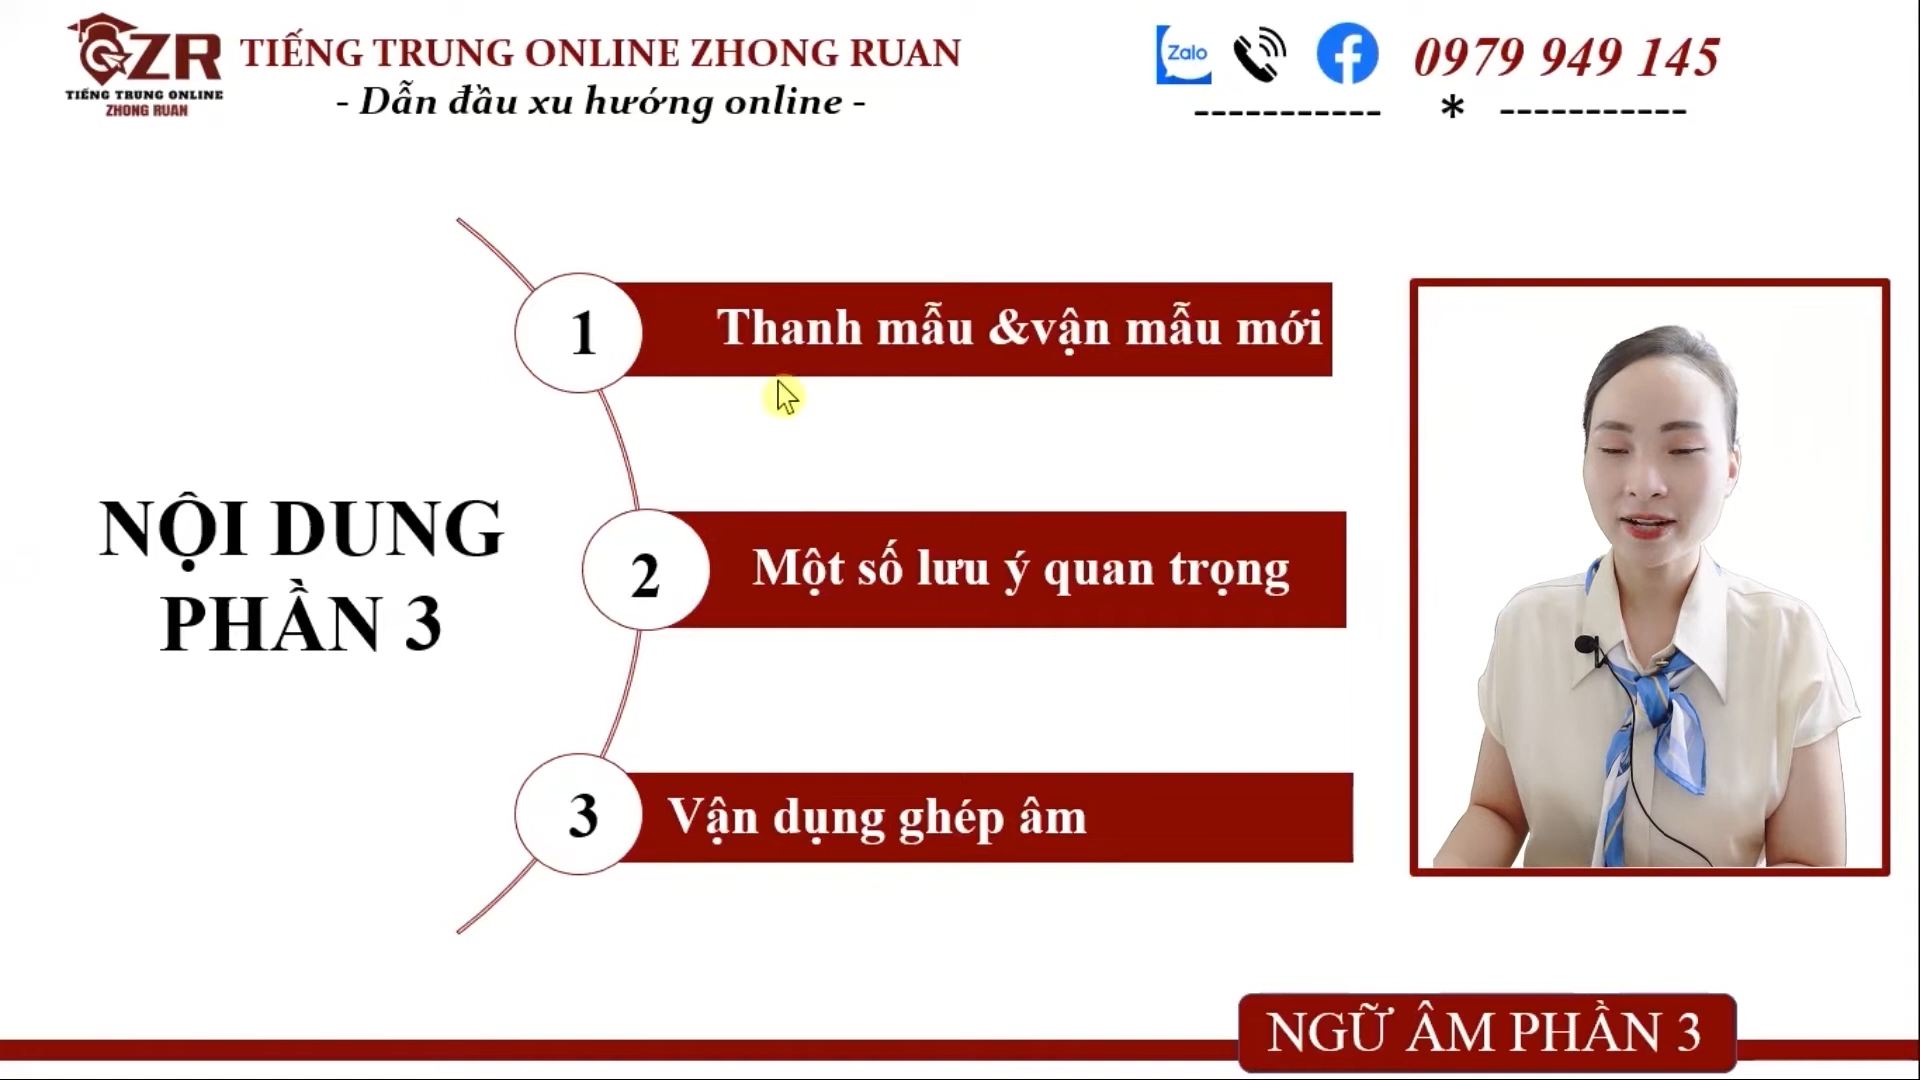 ZR
TIẾNG TRUNG ONLINE
ZHONG RUAN
TIẾNG TRUNG ONLINE ZHONG RUAN
- Dẫn đầu xu hướng online -
Zalo
0979 949 145
----------- * -----------
NỘI DUNG
PHẦN 3
1
Thanh mẫu &vận mẫu mới
2
Một số lưu ý quan trọng
3
Vận dụng ghép âm
NGỮ ÂM PHẦN 3